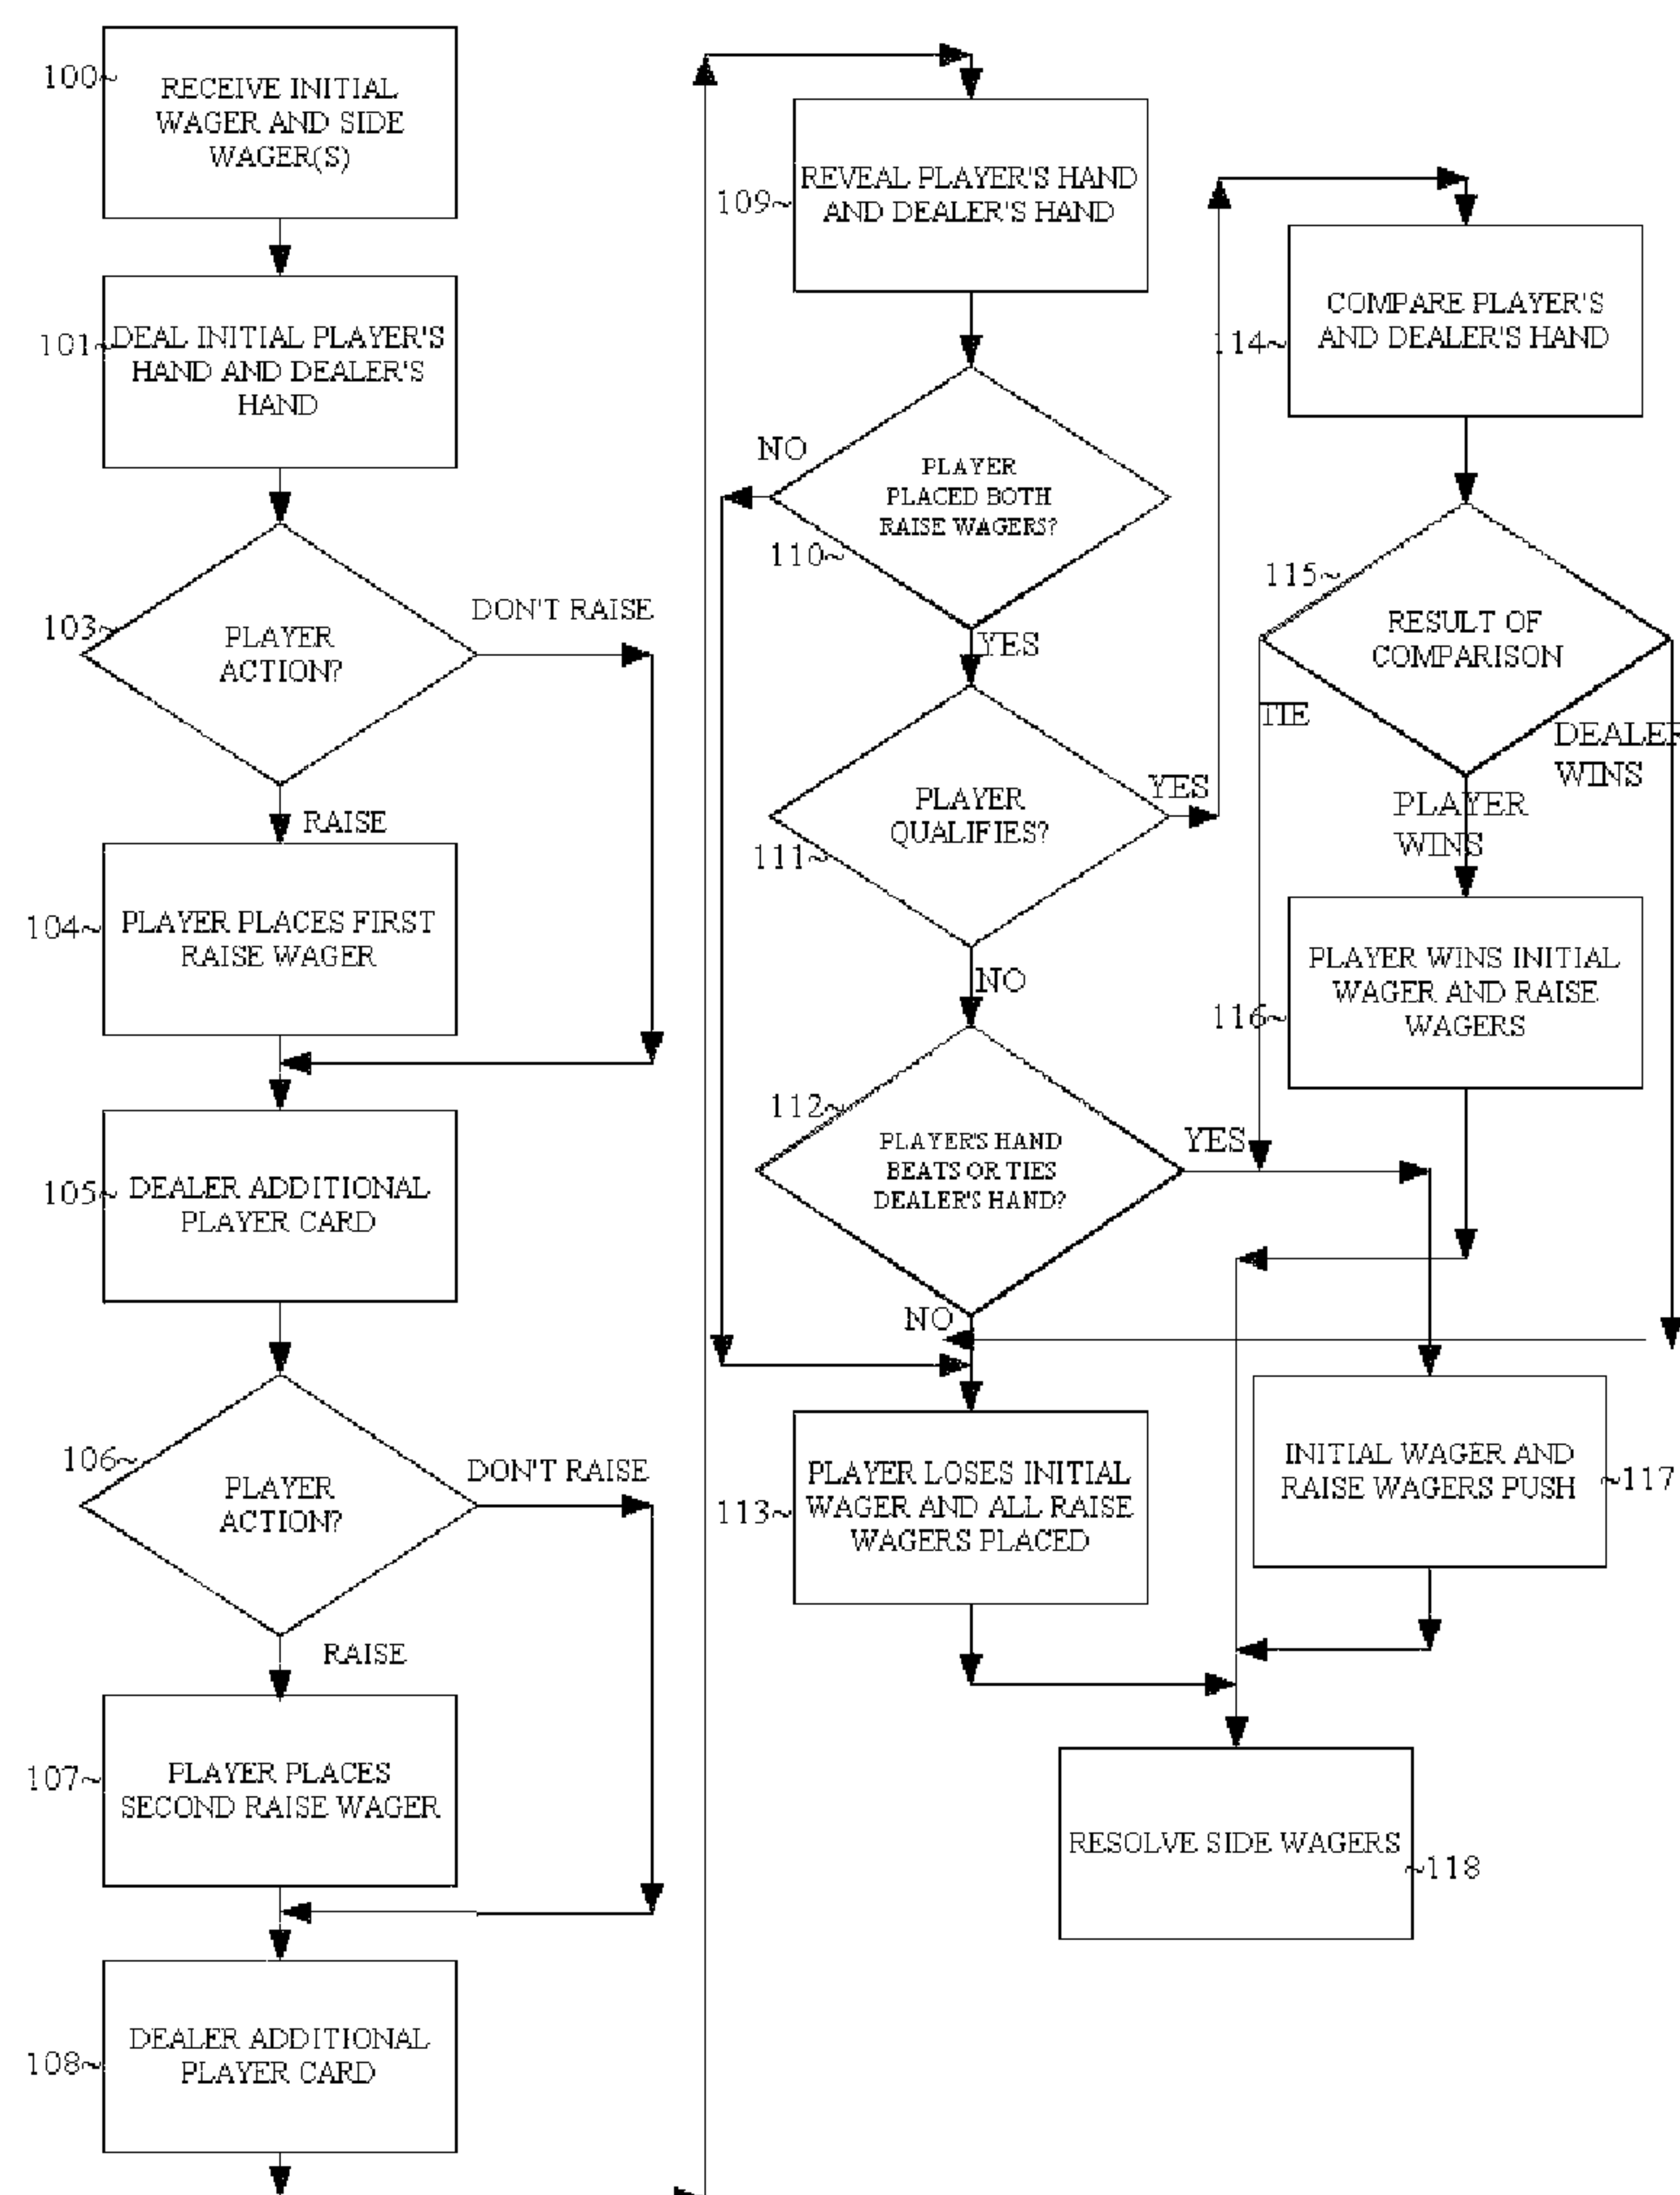 100~
RECEIVE INITIAL
WAGER AND SIDE
WAGER(S)
101~
DEAL INITIAL PLAYER'S
HAND AND DEALER'S
HAND
103~
PLAYER
ACTION?
DON'T RAISE
RAISE
104~
PLAYER PLACES FIRST
RAISE WAGER
105~
DEALER ADDITIONAL
PLAYER CARD
106~
PLAYER
ACTION?
DON'T RAISE
RAISE
107~
PLAYER PLACES
SECOND RAISE WAGER
108~
DEALER ADDITIONAL
PLAYER CARD
109~
REVEAL PLAYER'S HAND
AND DEALER'S HAND
NO
PLAYER
PLACED BOTH
RAISE WAGERS?
110~
YES
PLAYER
QUALIFIES?
111~
YES
NO
112~
PLAYER'S HAND
BEATS OR TIES
DEALER'S HAND?
YES
NO
113~
PLAYER LOSES INITIAL
WAGER AND ALL RAISE
WAGERS PLACED
114~
COMPARE PLAYER'S
AND DEALER'S HAND
115~
RESULT OF
COMPARISON
TIE
DEALER
WINS
PLAYER
WINS
116~
PLAYER WINS INITIAL
WAGER AND RAISE
WAGERS
INITIAL WAGER AND
RAISE WAGERS PUSH
~117
RESOLVE SIDE WAGERS
~118